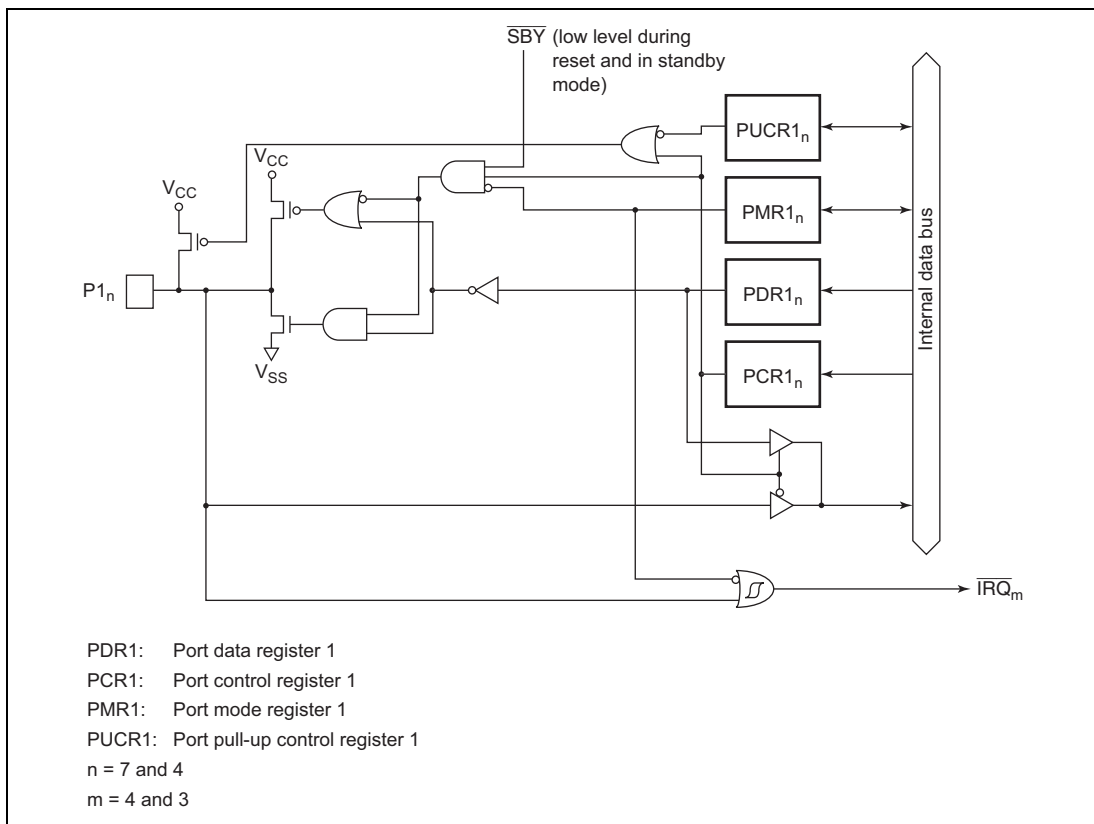 SBY (low level during
reset and in standby
mode)
PUCR1n
VCC
VCC
PMR1n
P1n
PDR1n
Internal data bus
PCR1n
VSS
IRQm
PDR1: Port data register 1
PCR1: Port control register 1
PMR1: Port mode register 1
PUCR1: Port pull-up control register 1
n = 7 and 4
m = 4 and 3